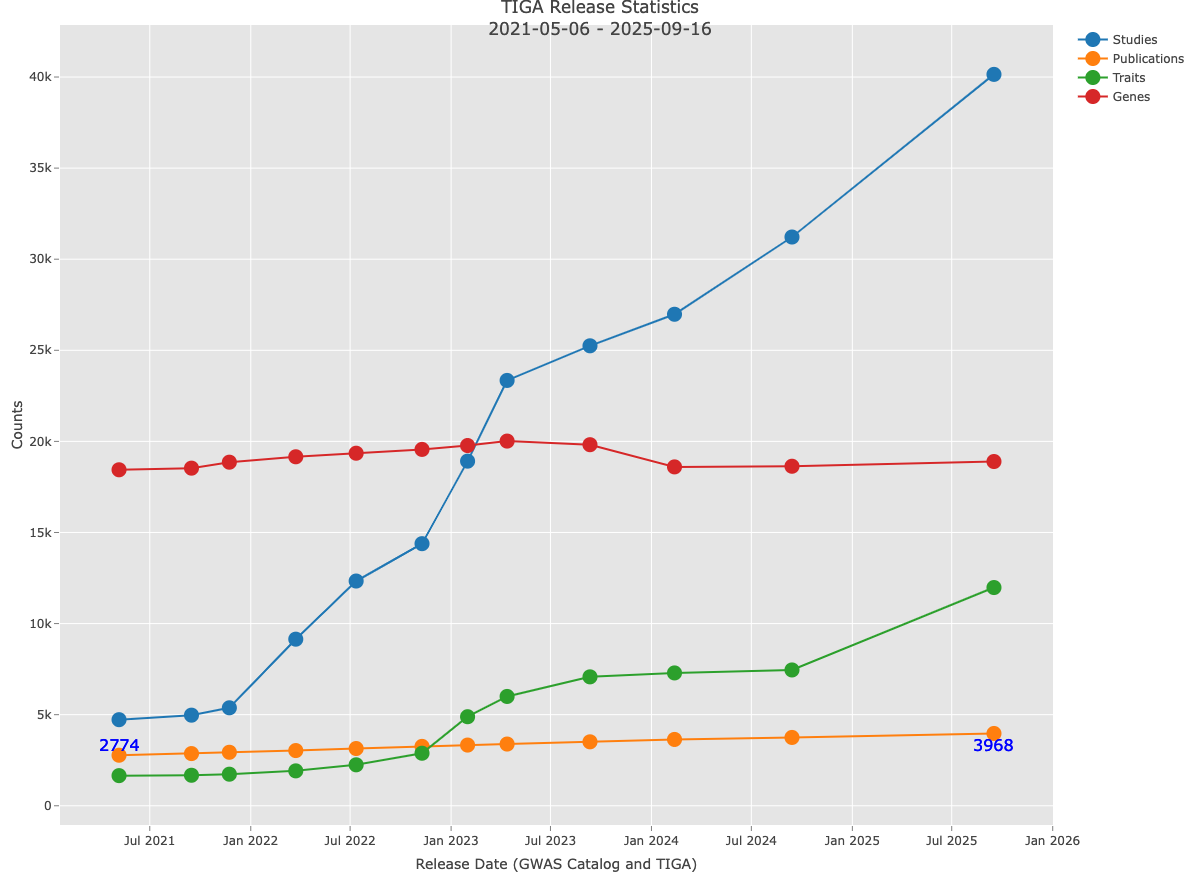 TIGA Release Statistics
2021-05-06 - 2025-09-16
Studies
Publications
Traits
Genes
40k
35k
30k
25k
20k
15k
10k
5k
0
Counts
2774
3968
Jul 2021
Jan 2022
Jul 2022
Jan 2023
Jul 2023
Jan 2024
Jul 2024
Jan 2025
Jul 2025
Jan 2026
Release Date (GWAS Catalog and TIGA)